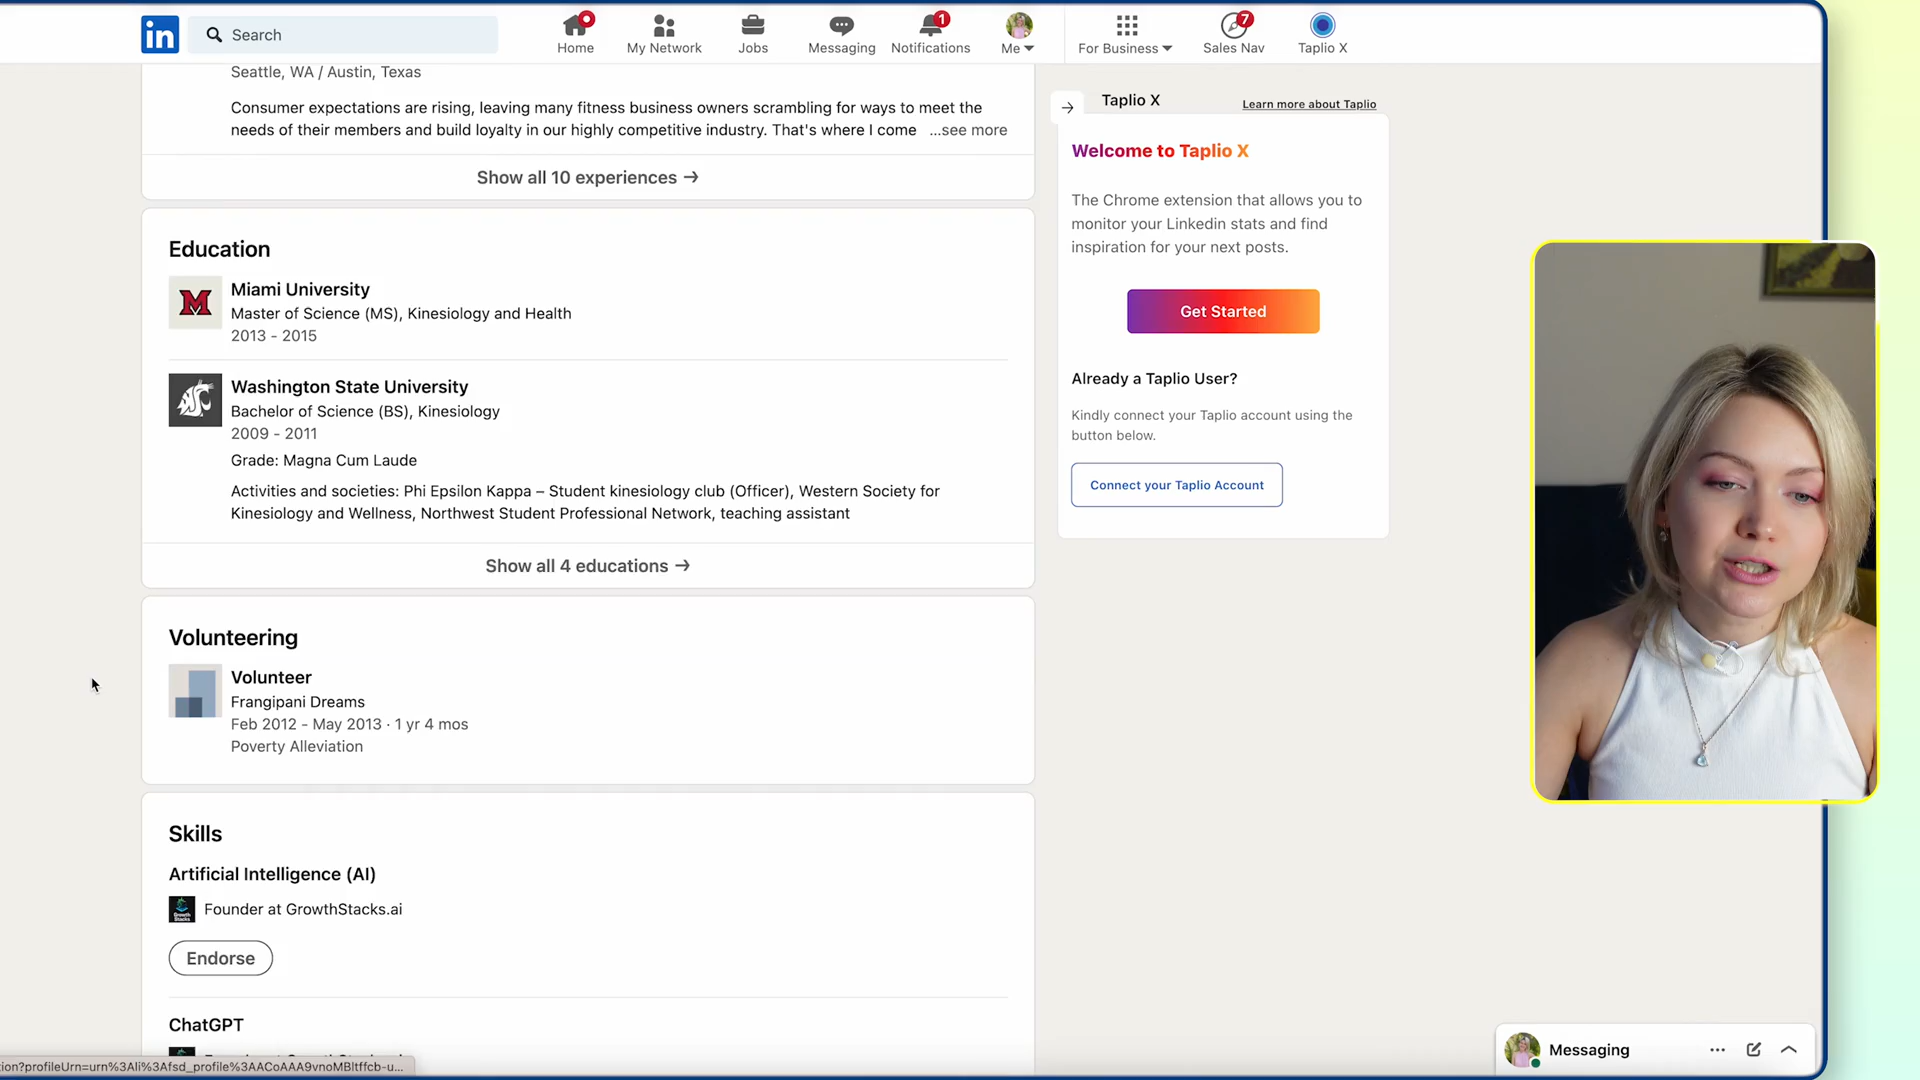 in
Search
Home
My Network
Jobs
Messaging
1
Notifications
Me
For Business
7
Sales Nav
Taplio X
Seattle, WA / Austin, Texas
Consumer expectations are rising, leaving many fitness business owners scrambling for ways to meet the
needs of their members and build loyalty in our highly competitive industry. That's where I come ...see more
Show all 10 experiences →
Education
M
Miami University
Master of Science (MS), Kinesiology and Health
2013 - 2015
Washington State University
Bachelor of Science (BS), Kinesiology
2009 - 2011
Grade: Magna Cum Laude
Activities and societies: Phi Epsilon Kappa – Student kinesiology club (Officer), Western Society for
Kinesiology and Wellness, Northwest Student Professional Network, teaching assistant
Show all 4 educations →
Volunteering
Volunteer
Frangipani Dreams
Feb 2012 - May 2013 · 1 yr 4 mos
Poverty Alleviation
Skills
Artificial Intelligence (AI)
Growth
Stacks
Founder at GrowthStacks.ai
Endorse
ChatGPT
Taplio X
Learn more about Taplio
Welcome to Taplio X
The Chrome extension that allows you to
monitor your Linkedin stats and find
inspiration for your next posts.
Get Started
Already a Taplio User?
Kindly connect your Taplio account using the
button below.
Connect your Taplio Account
Messaging